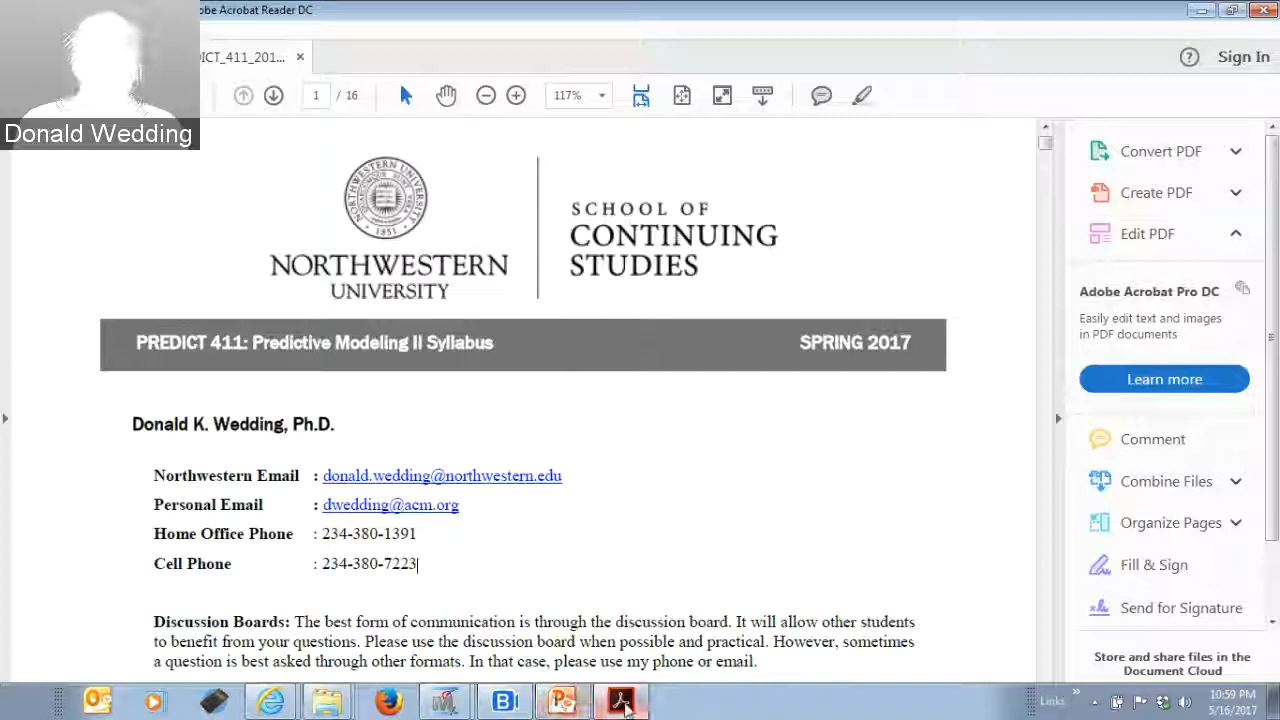 obe Acrobat Reader DC
ICT_411_201...
Sign In
1 / 16
117%
Donald Wedding
NORTHWESTERN
UNIVERSITY
1851
SCHOOL OF
CONTINUING
STUDIES
PREDICT 411: Predictive Modeling II Syllabus SPRING 2017
Donald K. Wedding, Ph.D.
Northwestern Email : donald.wedding@northwestern.edu
Personal Email : dwedding@acm.org
Home Office Phone : 234-380-1391
Cell Phone : 234-380-7223
Discussion Boards: The best form of communication is through the discussion board. It will allow other students
to benefit from your questions. Please use the discussion board when possible and practical. However, sometimes
a question is best asked through other formats. In that case, please use my phone or email.
Convert PDF
Create PDF
Edit PDF
Adobe Acrobat Pro DC
Easily edit text and images
in PDF documents
Learn more
Comment
Combine Files
Organize Pages
Fill & Sign
Send for Signature
Store and share files in the
Document Cloud
Links
10:59 PM
5/16/2017